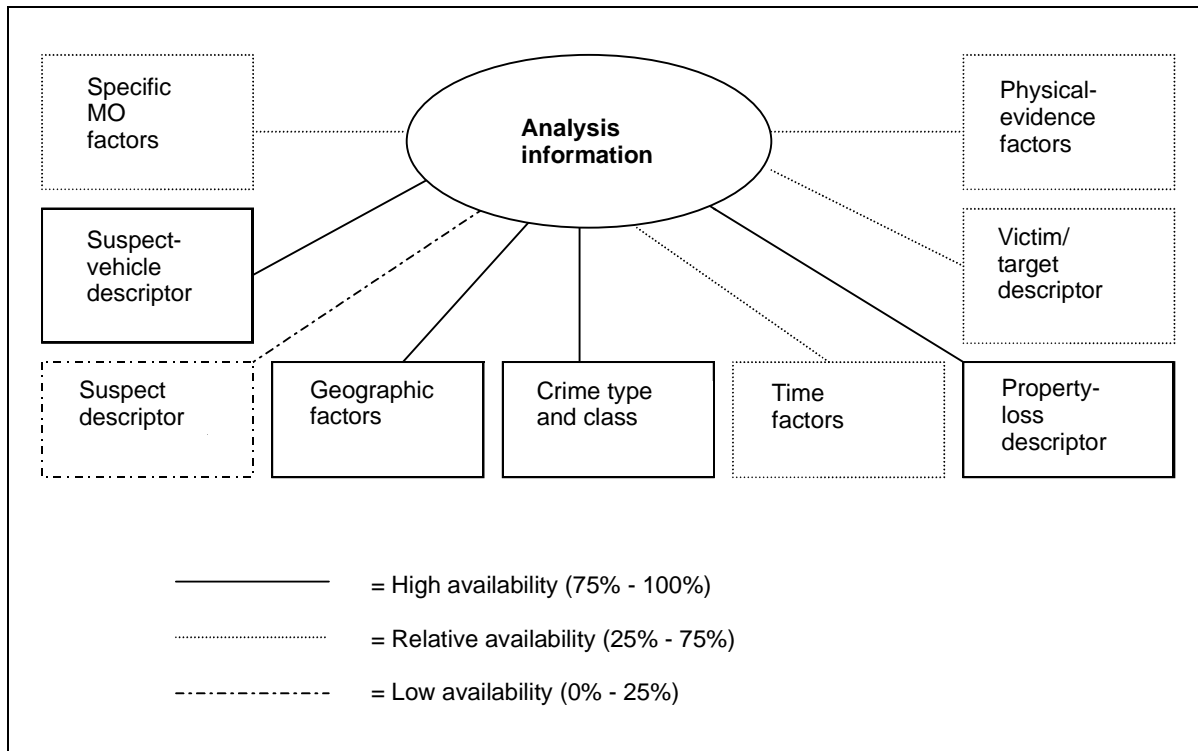 Specific
MO
factors
Analysis
information
Physical-
evidence
factors
Suspect-
vehicle
descriptor
Victim/
target
descriptor
Suspect
descriptor
Geographic
factors
Crime type
and class
Time
factors
Property-
loss
descriptor
= High availability (75% - 100%)
= Relative availability (25% - 75%)
= Low availability (0% - 25%)